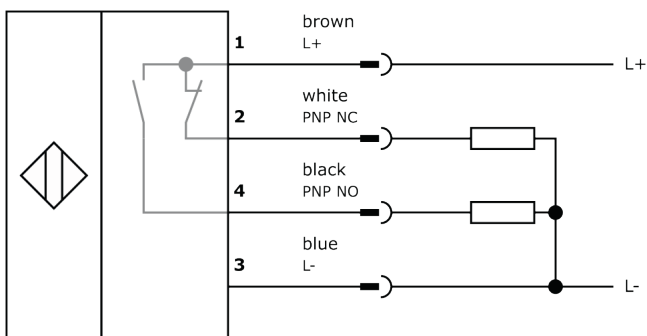 brown
1 L+ L+
white
2 PNP NC
black
4 PNP NO
blue
3 L- L-